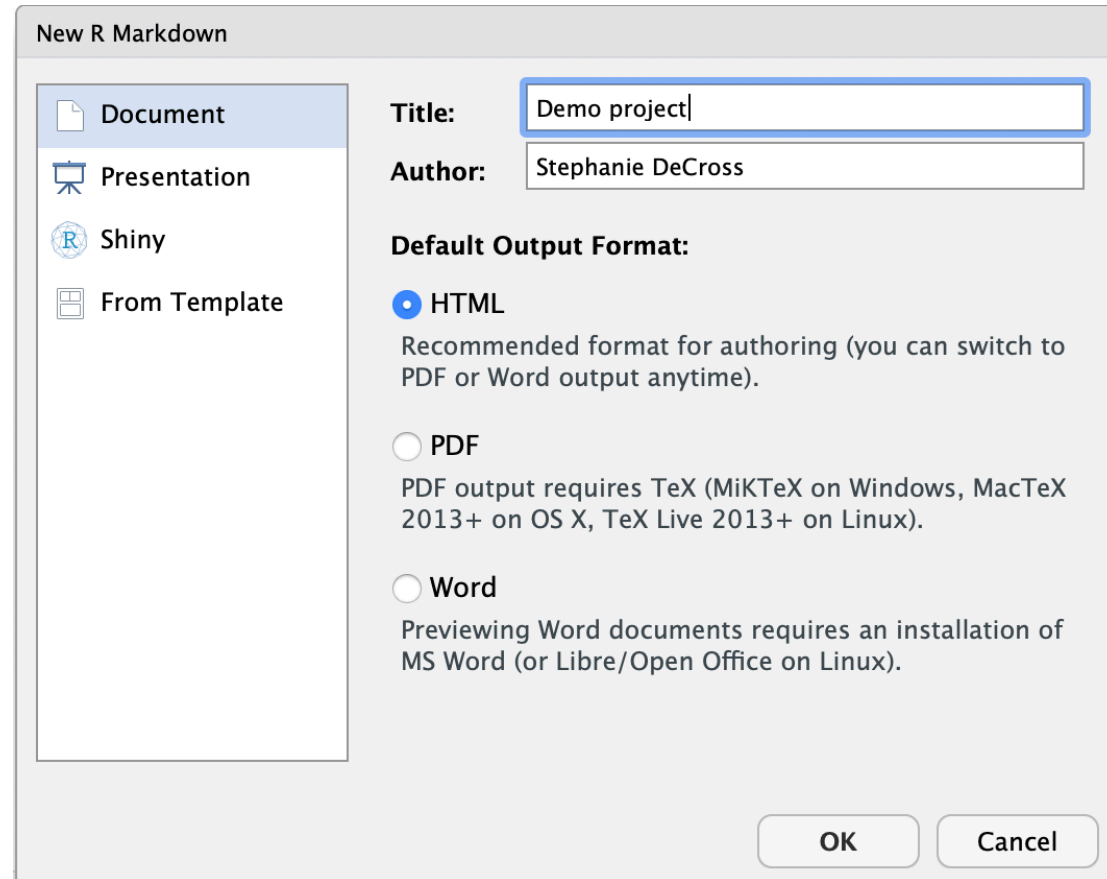 New R Markdown
Document
Presentation
Shiny
From Template
Title:
Demo project
Author:
Stephanie DeCross
Default Output Format:
HTML
Recommended format for authoring (you can switch to
PDF or Word output anytime).
PDF
PDF output requires TeX (MiKTeX on Windows, MacTeX
2013+ on OS X, TeX Live 2013+ on Linux).
Word
Previewing Word documents requires an installation of
MS Word (or Libre/Open Office on Linux).
OK
Cancel